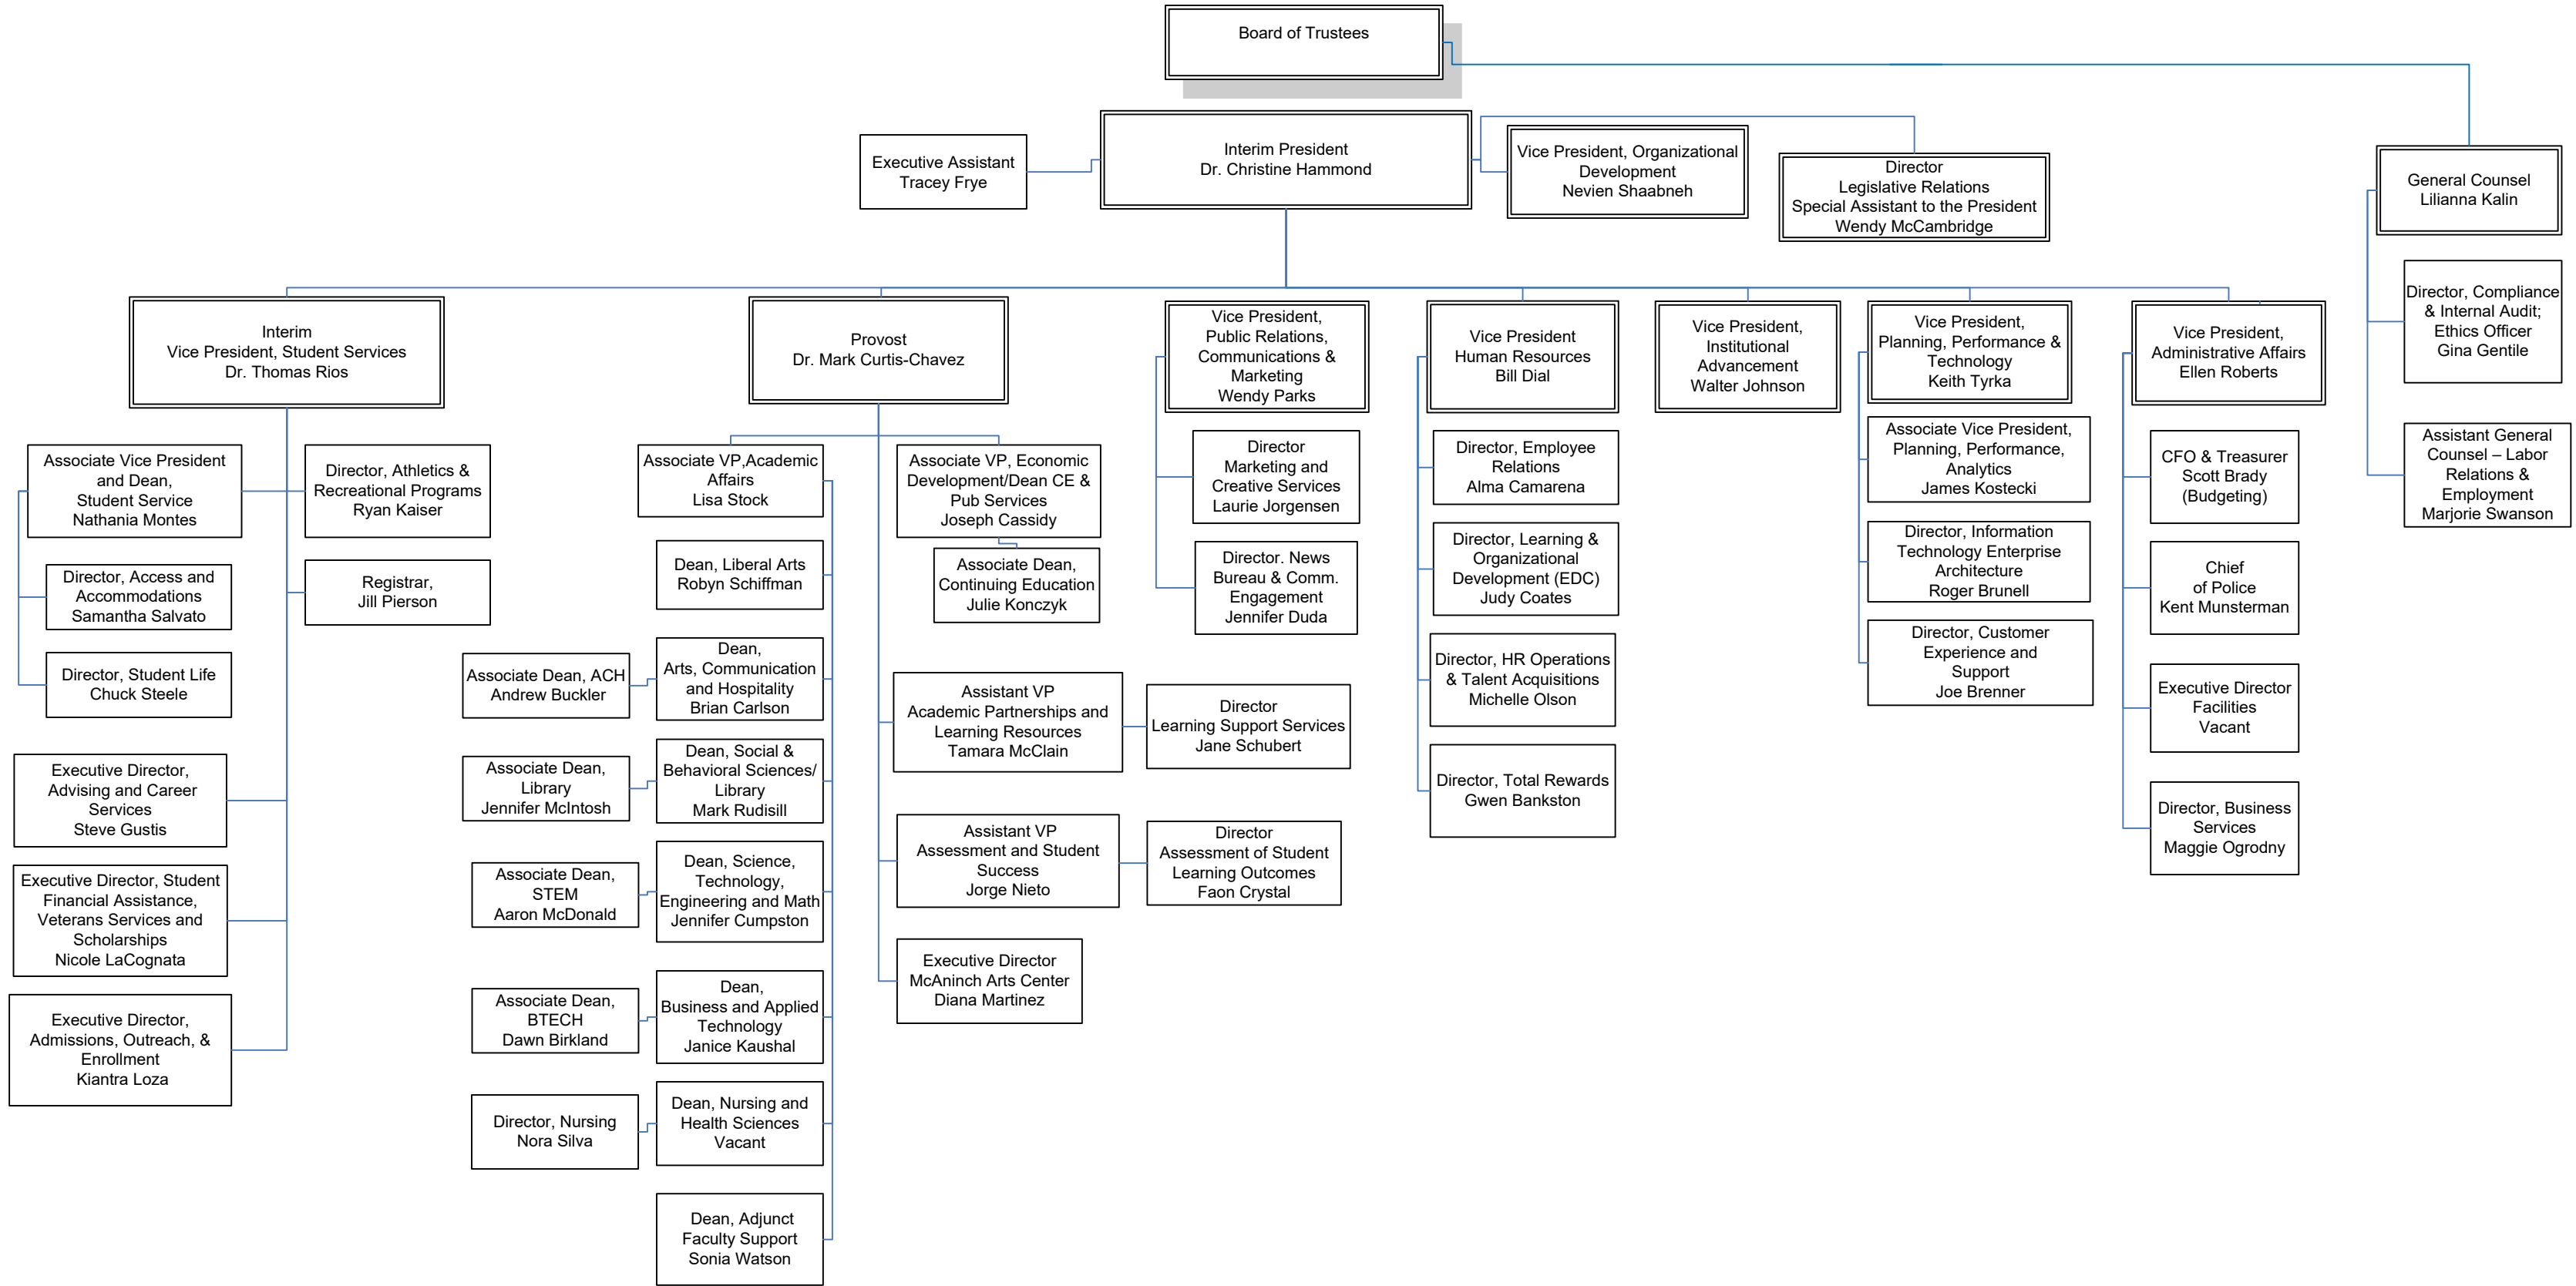 Board of Trustees
Interim President
Dr. Christine Hammond
Executive Assistant
Tracey Frye
Vice President, Organizational
Development
Nevien Shaabneh
Director
Legislative Relations
Special Assistant to the President
Wendy McCambridge
General Counsel
Lilianna Kalin
Director, Compliance
& Internal Audit;
Ethics Officer
Gina Gentile
Assistant General
Counsel – Labor
Relations &
Employment
Marjorie Swanson
Interim
Vice President, Student Services
Dr. Thomas Rios
Associate Vice President
and Dean,
Student Service
Nathania Montes
Director, Athletics &
Recreational Programs
Ryan Kaiser
Director, Access and
Accommodations
Samantha Salvato
Registrar,
Jill Pierson
Director, Student Life
Chuck Steele
Executive Director,
Advising and Career
Services
Steve Gustis
Executive Director, Student
Financial Assistance,
Veterans Services and
Scholarships
Nicole LaCognata
Executive Director,
Admissions, Outreach, &
Enrollment
Kiantra Loza
Provost
Dr. Mark Curtis-Chavez
Associate VP,Academic
Affairs
Lisa Stock
Dean, Liberal Arts
Robyn Schiffman
Dean,
Arts, Communication
and Hospitality
Brian Carlson
Associate Dean, ACH
Andrew Buckler
Dean, Social &
Behavioral Sciences/
Library
Mark Rudisill
Associate Dean,
Library
Jennifer McIntosh
Dean, Science,
Technology,
Engineering and Math
Jennifer Cumpston
Associate Dean,
STEM
Aaron McDonald
Dean,
Business and Applied
Technology
Janice Kaushal
Associate Dean,
BTECH
Dawn Birkland
Dean, Nursing and
Health Sciences
Vacant
Director, Nursing
Nora Silva
Dean, Adjunct
Faculty Support
Sonia Watson
Associate VP, Economic
Development/Dean CE &
Pub Services
Joseph Cassidy
Associate Dean,
Continuing Education
Julie Konczyk
Assistant VP
Academic Partnerships and
Learning Resources
Tamara McClain
Director
Learning Support Services
Jane Schubert
Assistant VP
Assessment and Student
Success
Jorge Nieto
Director
Assessment of Student
Learning Outcomes
Faon Crystal
Executive Director
McAninch Arts Center
Diana Martinez
Vice President,
Public Relations,
Communications &
Marketing
Wendy Parks
Director
Marketing and
Creative Services
Laurie Jorgensen
Director. News
Bureau & Comm.
Engagement
Jennifer Duda
Vice President
Human Resources
Bill Dial
Director, Employee
Relations
Alma Camarena
Director, Learning &
Organizational
Development (EDC)
Judy Coates
Director, HR Operations
& Talent Acquisitions
Michelle Olson
Director, Total Rewards
Gwen Bankston
Vice President,
Institutional
Advancement
Walter Johnson
Vice President,
Planning, Performance &
Technology
Keith Tyrka
Associate Vice President,
Planning, Performance,
Analytics
James Kostecki
Director, Information
Technology Enterprise
Architecture
Roger Brunell
Director, Customer
Experience and
Support
Joe Brenner
Vice President,
Administrative Affairs
Ellen Roberts
CFO & Treasurer
Scott Brady
(Budgeting)
Chief
of Police
Kent Munsterman
Executive Director
Facilities
Vacant
Director, Business
Services
Maggie Ogrodny